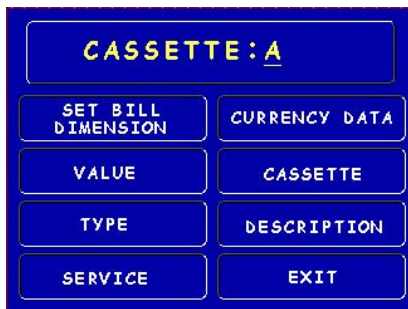 CASSETTE:A
SET BILL
DIMENSION
CURRENCY DATA
VALUE
CASSETTE
TYPE
DESCRIPTION
SERVICE
EXIT